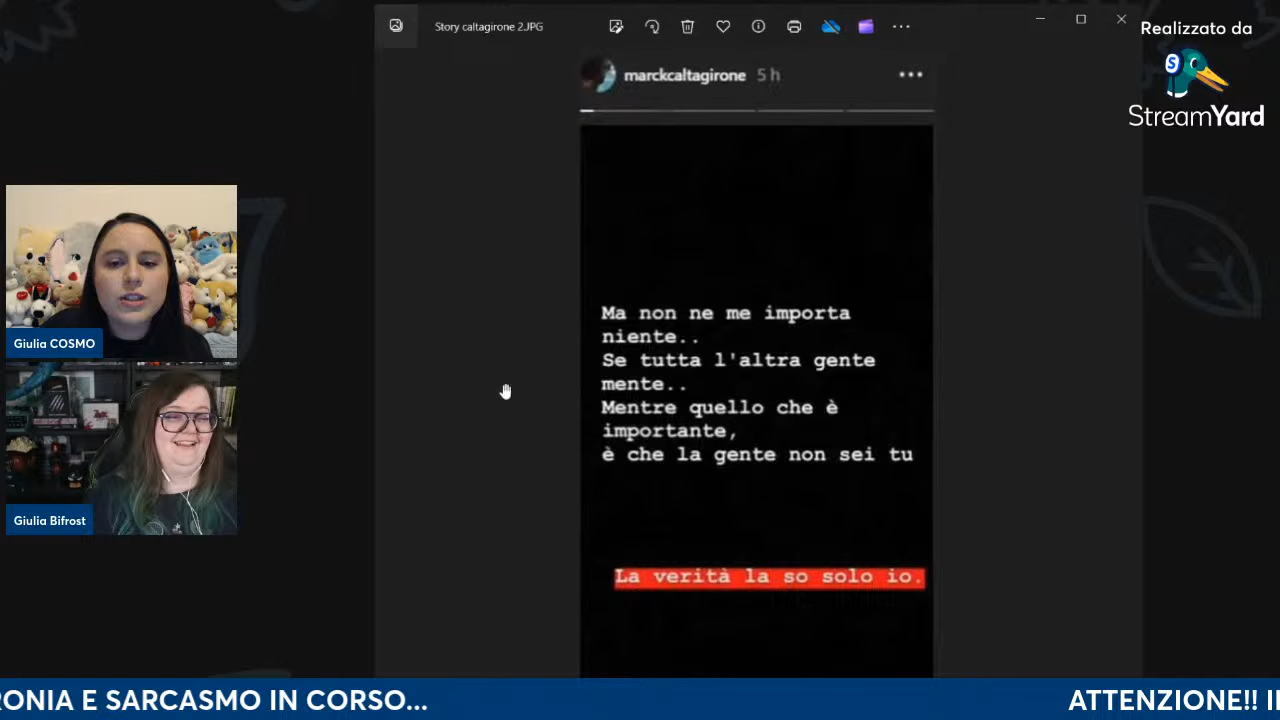 Story caltagirone 2.JPG
Realizzato da
StreamYard
marckcaltagirone 5 h
Ma non ne me importa
niente..
Se tutta l'altra gente
mente..
Mentre quello che è
importante,
è che la gente non sei tu
La verità la so solo io.
Giulia COSMO
Giulia Bifrost
RONIA E SARCASMO IN CORSO... ATTENZIONE!! I